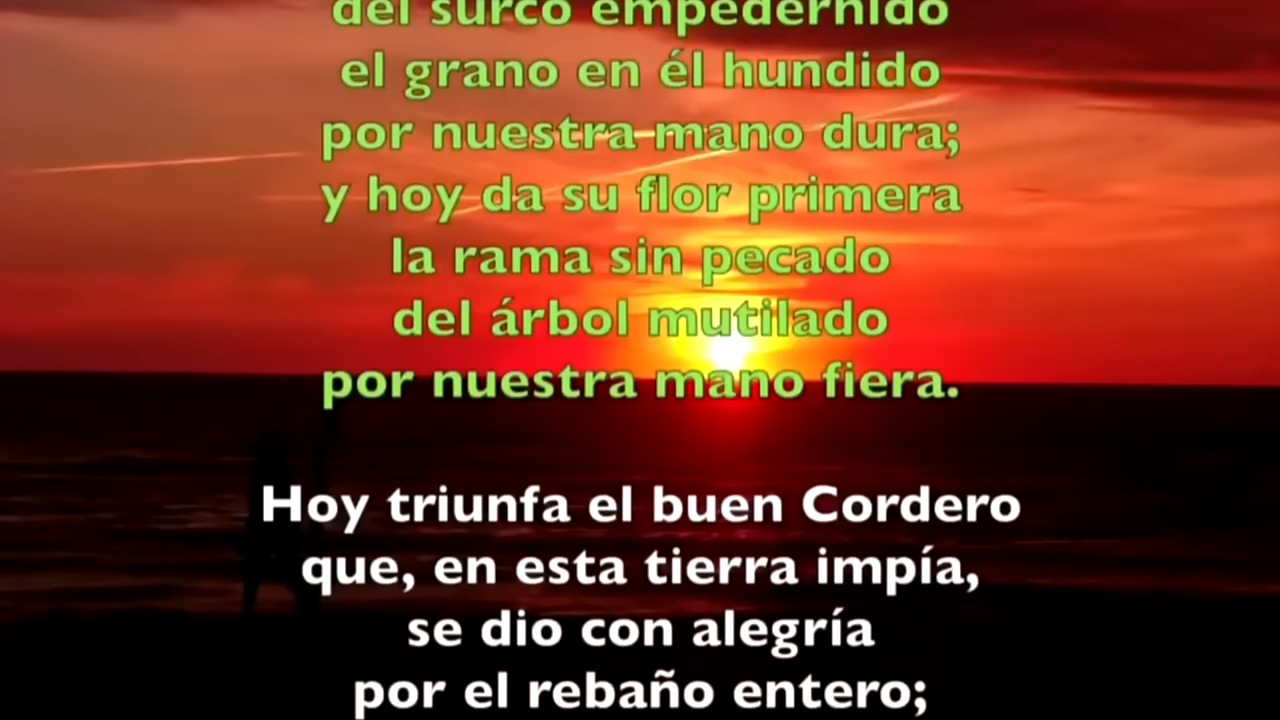 del surco empedernido
el grano en él hundido
por nuestra mano dura;
y hoy da su flor primera
la rama sin pecado
del árbol mutilado
por nuestra mano fiera.
Hoy triunfa el buen Cordero
que, en esta tierra impía,
se dio con alegría
por el rebaño entero;